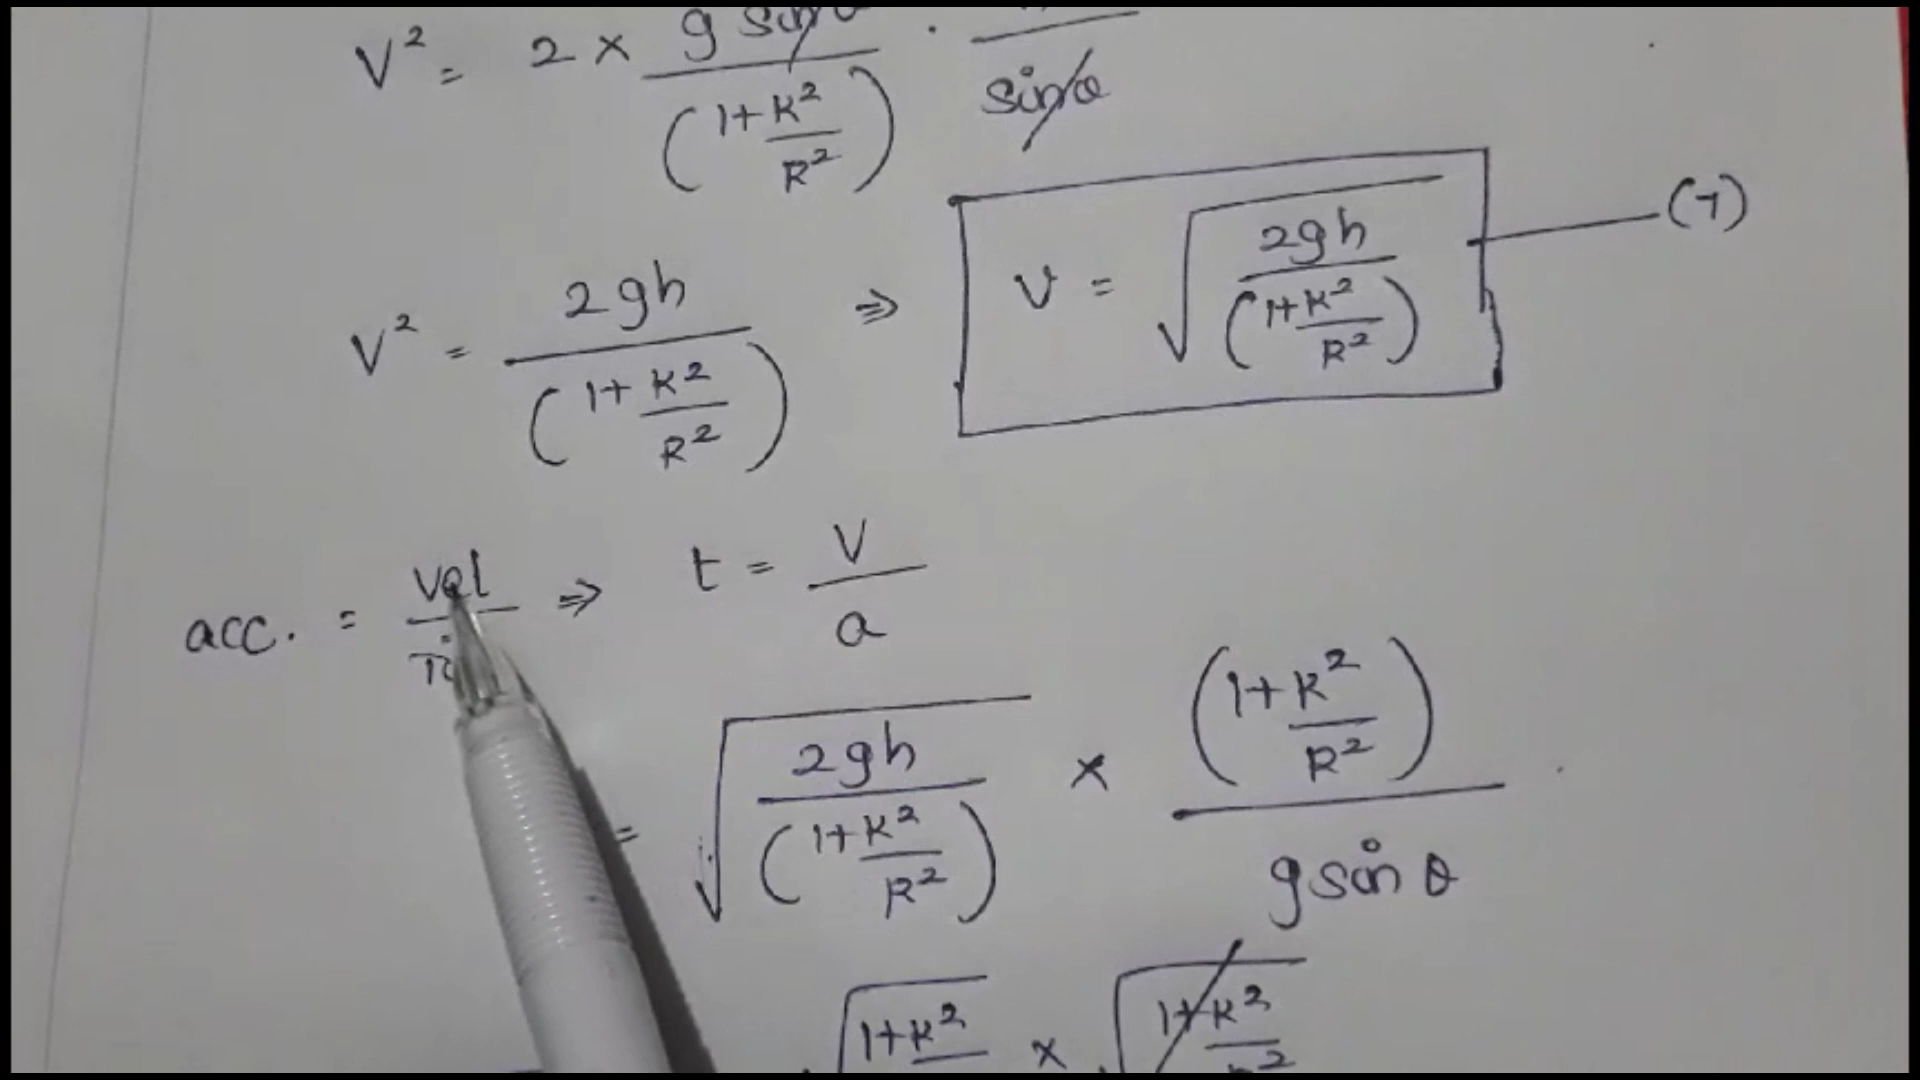 V² = 2 × g sinθ / (1+K²/R²) · / sinθ
V² = 2gh / (1+K²/R²) ⇒ V = √(2gh / (1+K²/R²)) — (7)
acc. = Vel / ⇒ t = V / a
= √(2gh / (1+K²/R²)) × (1+K²/R²) / g sin θ
√(1+K² × √(1+K²